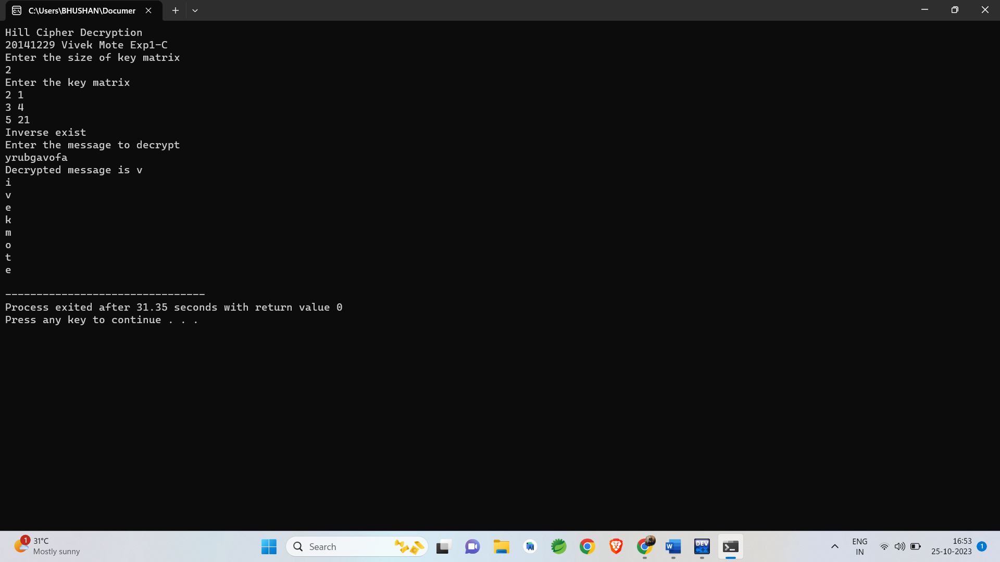 C:\Users\BHUSHAN\Documer
Hill Cipher Decryption
20141229 Vivek Mote Exp1-C
Enter the size of key matrix
2
Enter the key matrix
2 1
3 4
5 21
Inverse exist
Enter the message to decrypt
yrubgavofa
Decrypted message is v
i
v
e
k
m
o
t
e
--------------------------------
Process exited after 31.35 seconds with return value 0
Press any key to continue . . .
1
31°C
Mostly sunny
Search
AI
W
DEV
C++
ENG
IN
16:53
25-10-2023
1